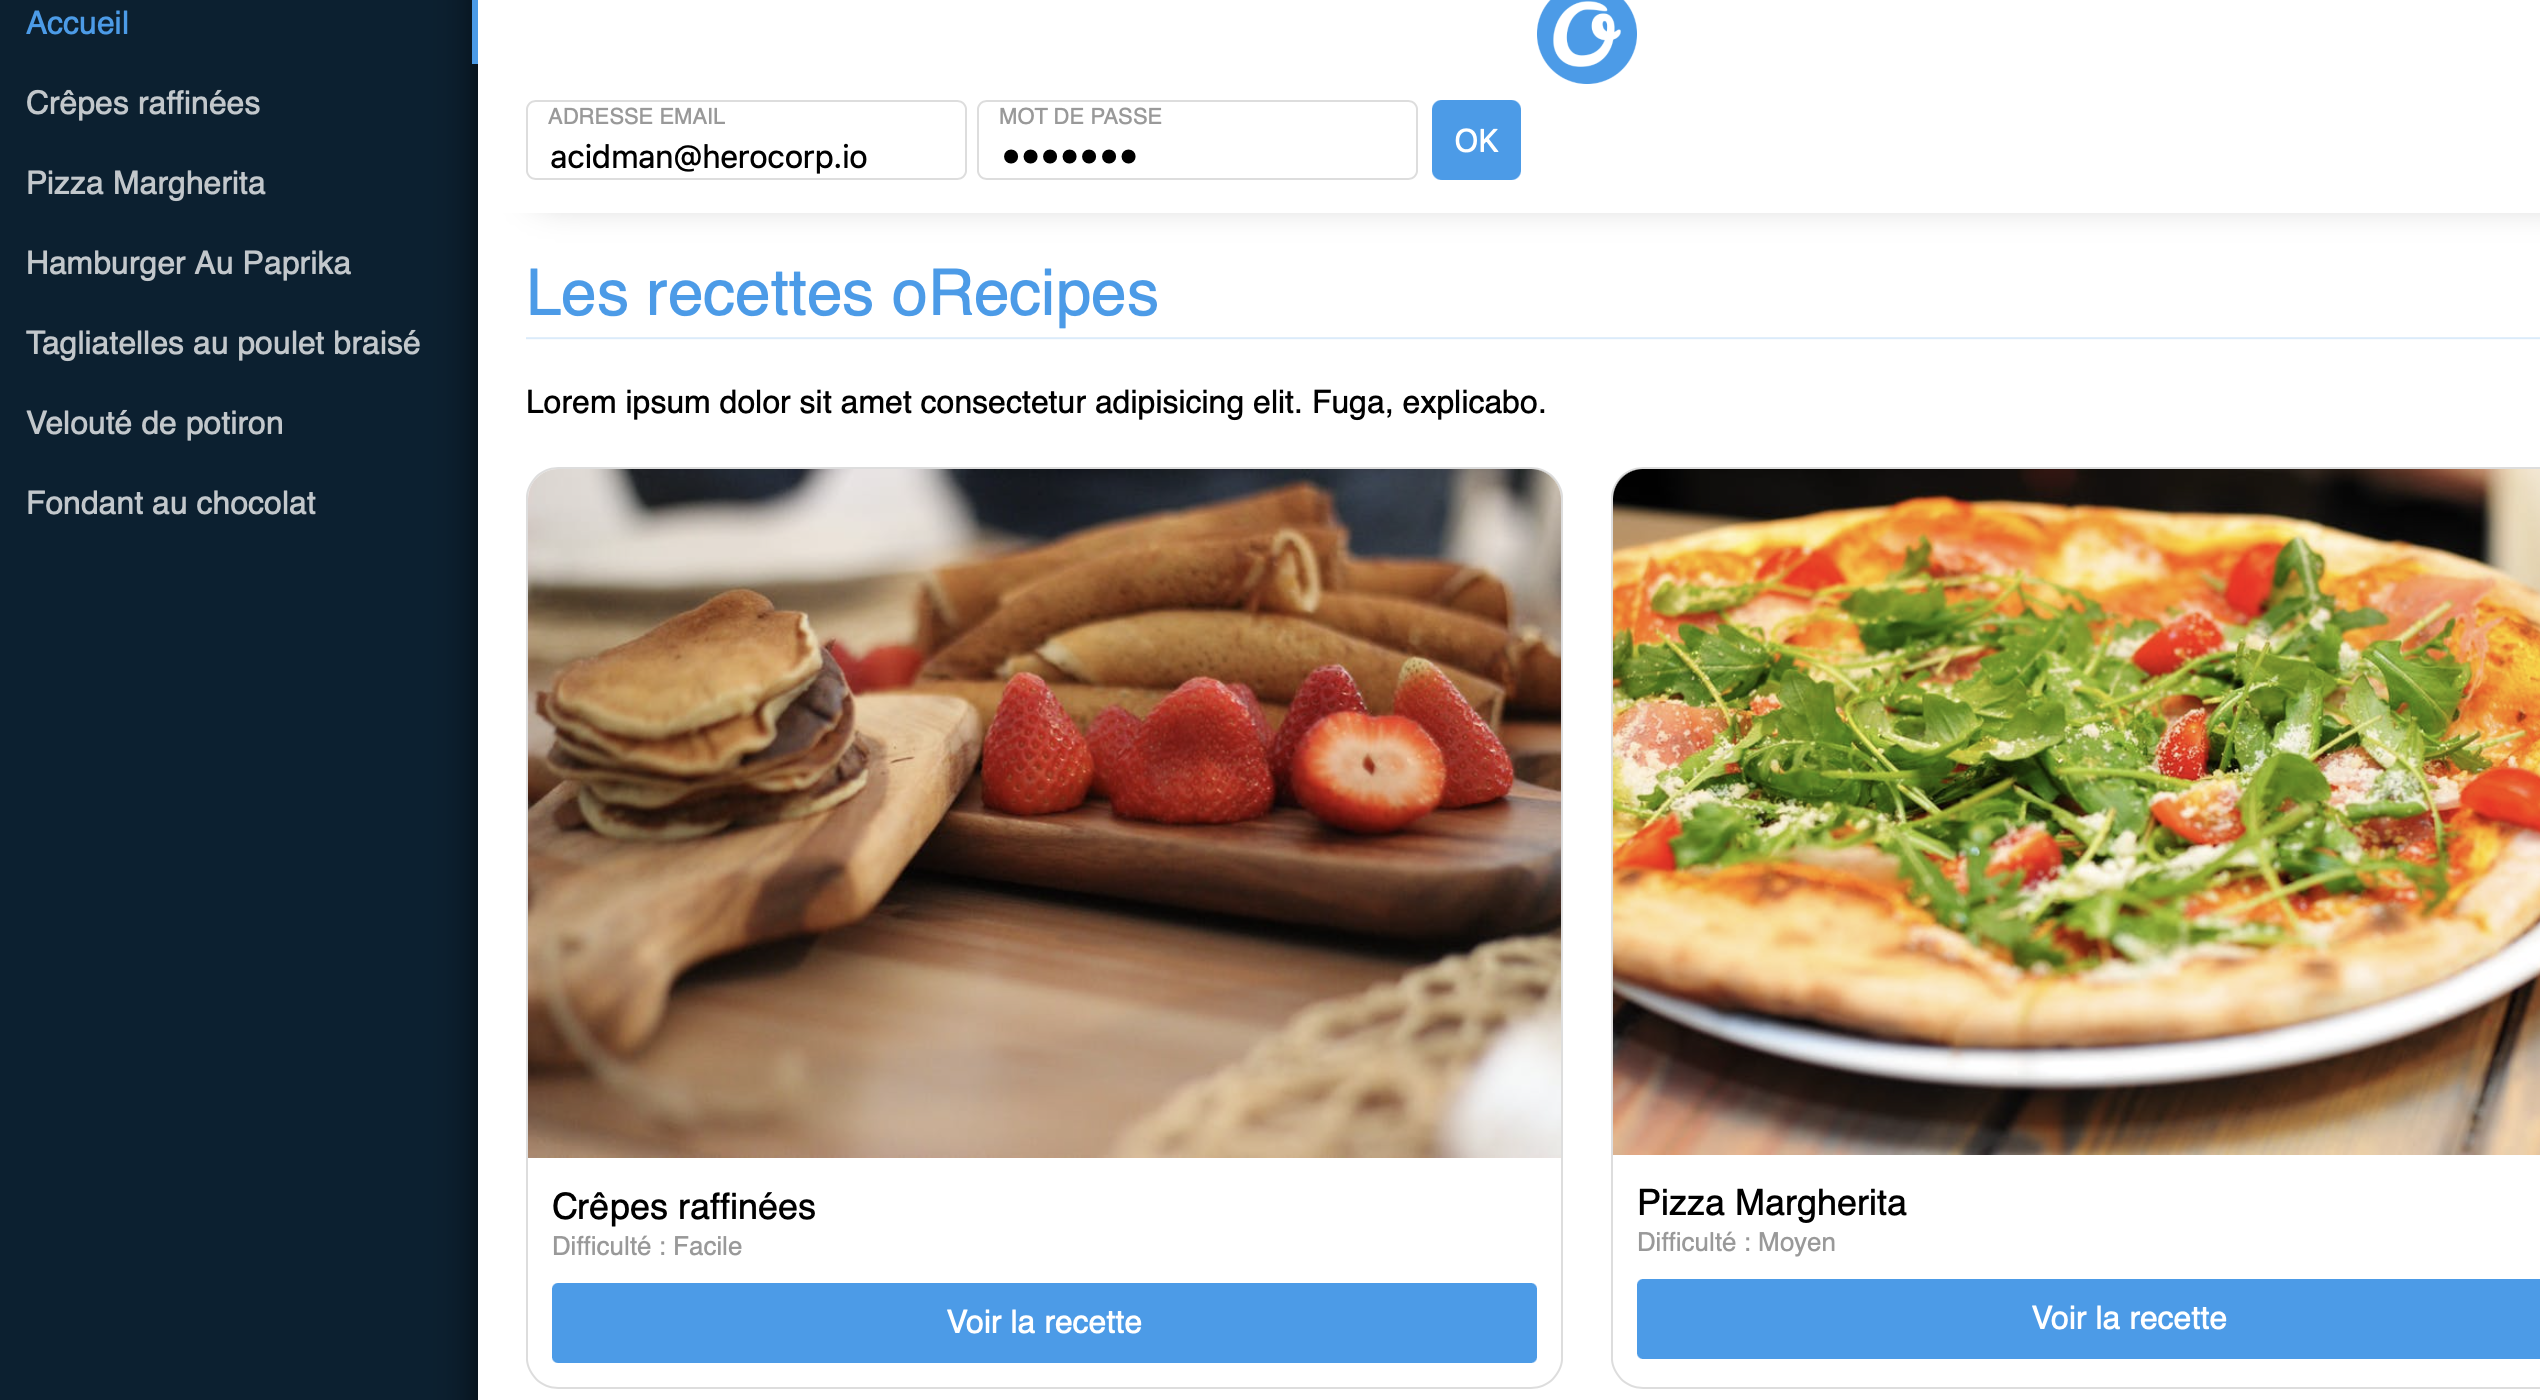 Accueil
Crêpes raffinées
Pizza Margherita
Hamburger Au Paprika
Tagliatelles au poulet braisé
Velouté de potiron
Fondant au chocolat
O
ADRESSE EMAIL
acidman@herocorp.io
MOT DE PASSE
•••••••
OK
Les recettes oRecipes
Lorem ipsum dolor sit amet consectetur adipisicing elit. Fuga, explicabo.
Crêpes raffinées
Difficulté : Facile
Voir la recette
Pizza Margherita
Difficulté : Moyen
Voir la recette